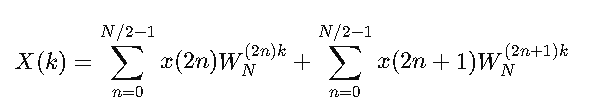 X(k) = \sum_{n=0}^{N/2-1} x(2n)W_N^{(2n)k} + \sum_{n=0}^{N/2-1} x(2n+1)W_N^{(2n+1)k}